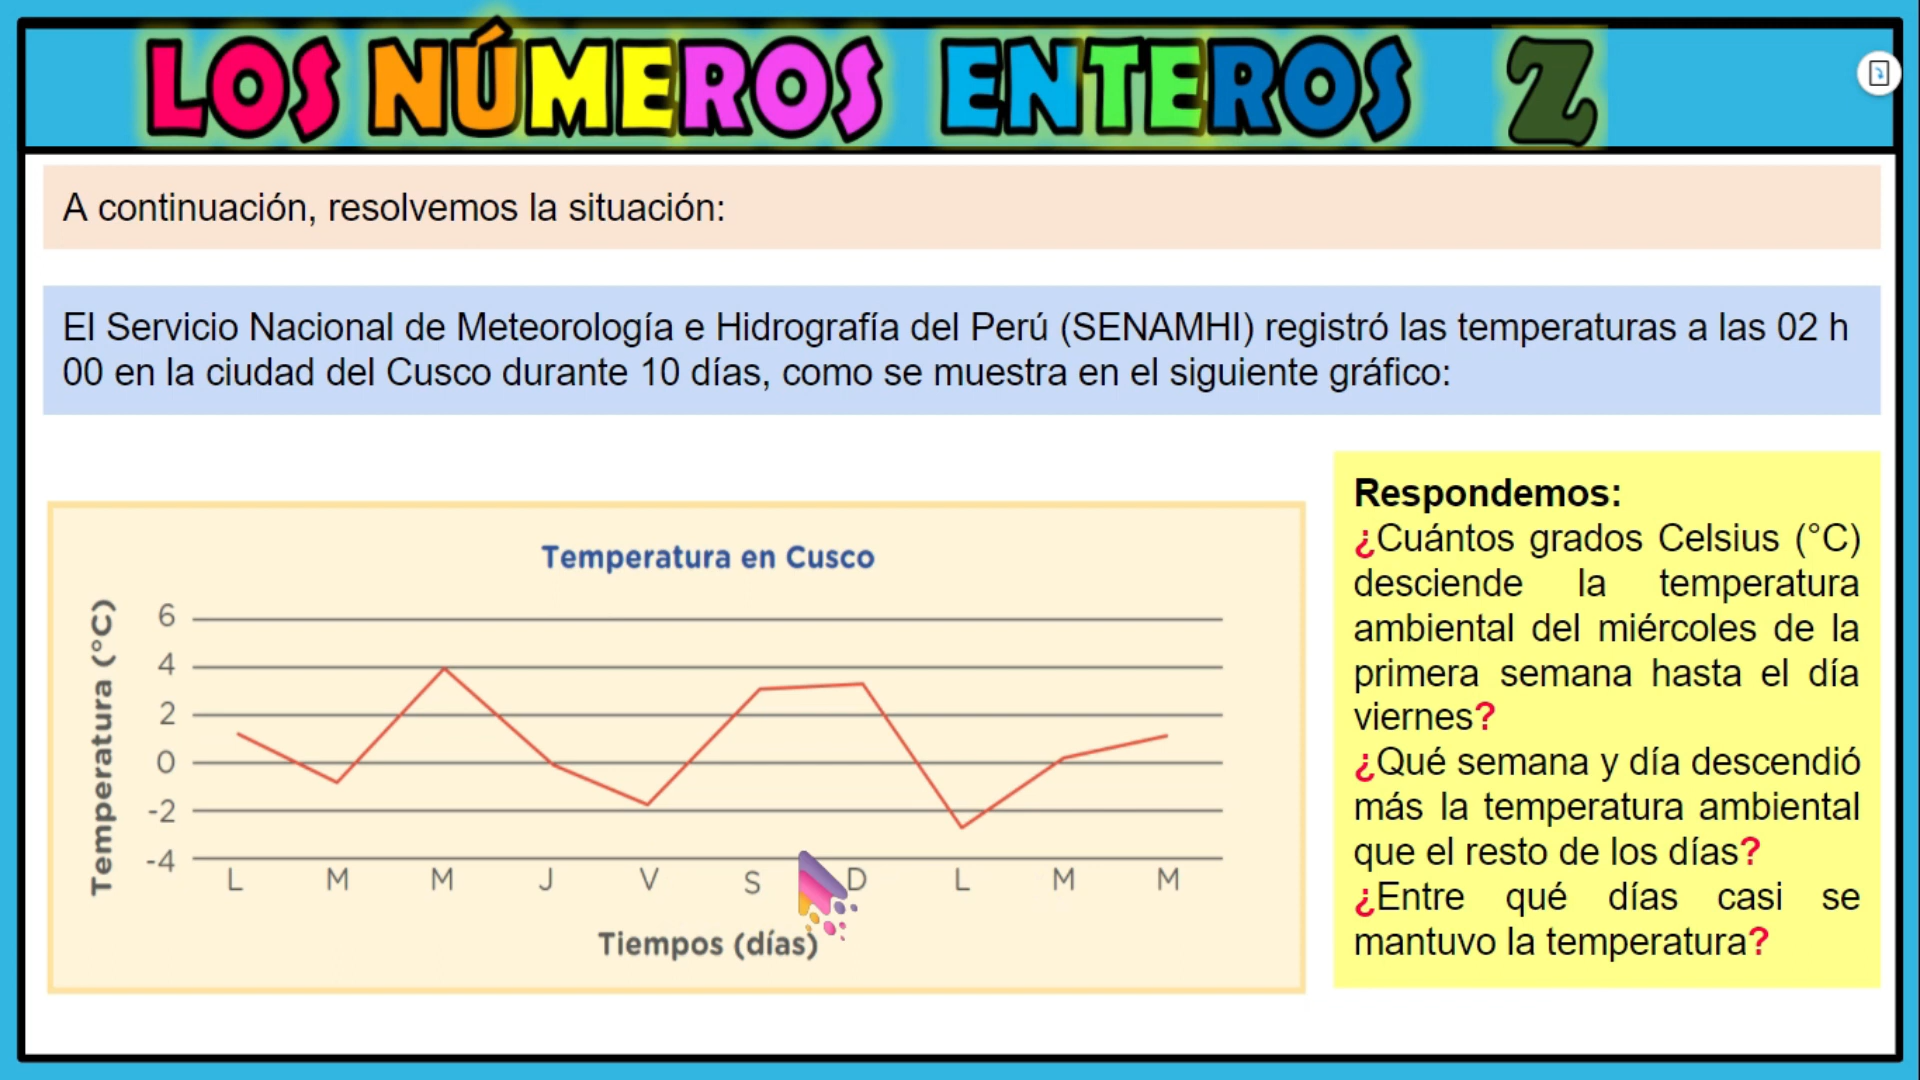 LOS NÚMEROS ENTEROS Z
A continuación, resolvemos la situación:
El Servicio Nacional de Meteorología e Hidrografía del Perú (SENAMHI) registró las temperaturas a las 02 h
00 en la ciudad del Cusco durante 10 días, como se muestra en el siguiente gráfico:
Temperatura en Cusco
Temperatura (°C)
6
4
2
0
-2
-4
L M M J V S D L M M
Tiempos (días)
Respondemos:
¿Cuántos grados Celsius (°C)
desciende la temperatura
ambiental del miércoles de la
primera semana hasta el día
viernes?
¿Qué semana y día descendió
más la temperatura ambiental
que el resto de los días?
¿Entre qué días casi se
mantuvo la temperatura?